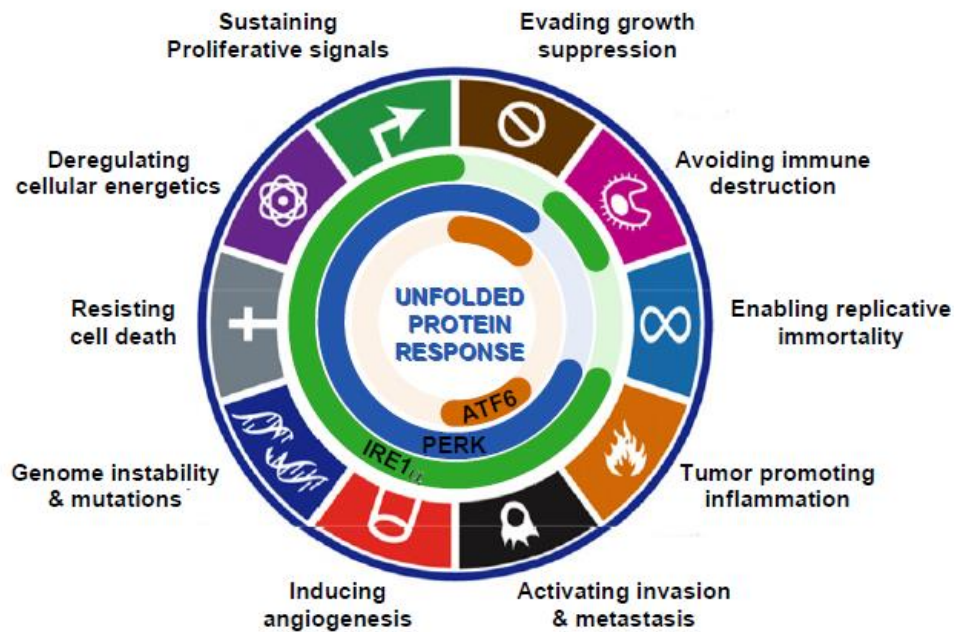 Sustaining
Proliferative signals
Evading growth
suppression
Deregulating
cellular energetics
Avoiding immune
destruction
Resisting
cell death
UNFOLDED
PROTEIN
RESPONSE
Enabling replicative
immortality
ATF6
PERK
IRE1α
Genome instability
& mutations
Tumor promoting
inflammation
Inducing
angiogenesis
Activating invasion
& metastasis